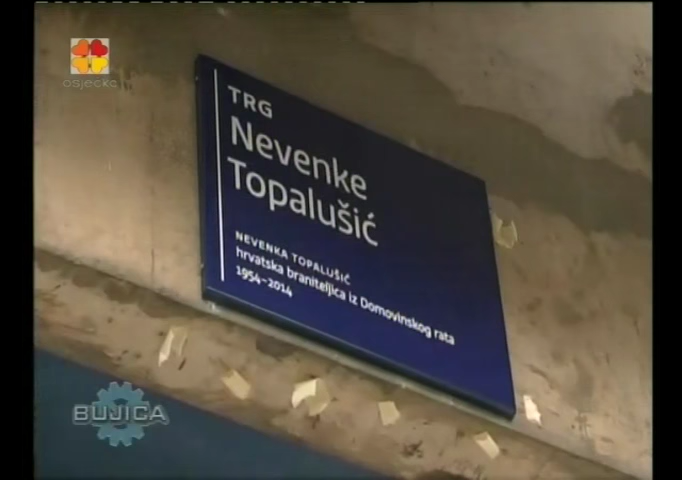 osječka
TRG
Nevenke
Topalušić
NEVENKA TOPALUŠIĆ
hrvatska braniteljica iz Domovinskog rata
1954-2014
BUJICA